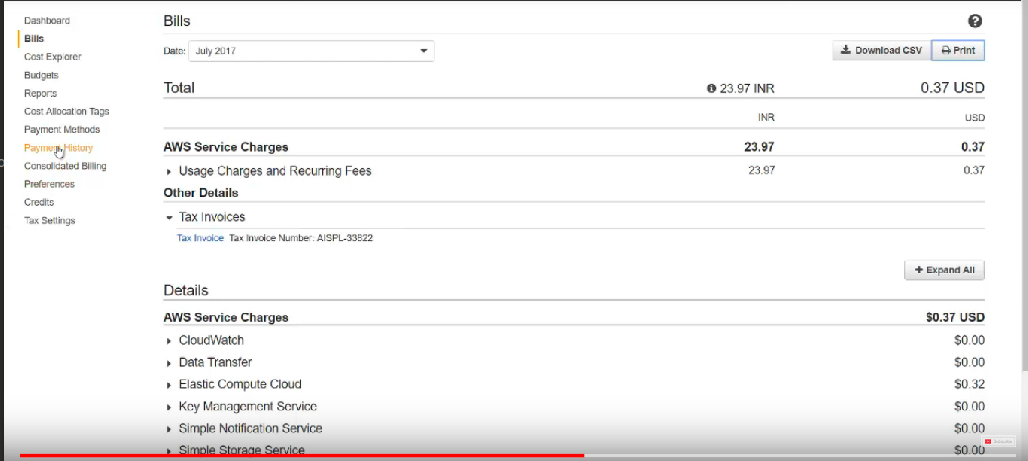 Dashboard
Bills
Cost Explorer
Budgets
Reports
Cost Allocation Tags
Payment Methods
Payment History
Consolidated Billing
Preferences
Credits
Tax Settings
Bills
Date: July 2017
Download CSV Print
Total 23.97 INR 0.37 USD
INR USD
AWS Service Charges 23.97 0.37
Usage Charges and Recurring Fees 23.97 0.37
Other Details
Tax Invoices
Tax Invoice Tax Invoice Number: AISPL-33822
+ Expand All
Details
AWS Service Charges $0.37 USD
CloudWatch $0.00
Data Transfer $0.00
Elastic Compute Cloud $0.32
Key Management Service $0.00
Simple Notification Service $0.00
Simple Storage Service $0.00